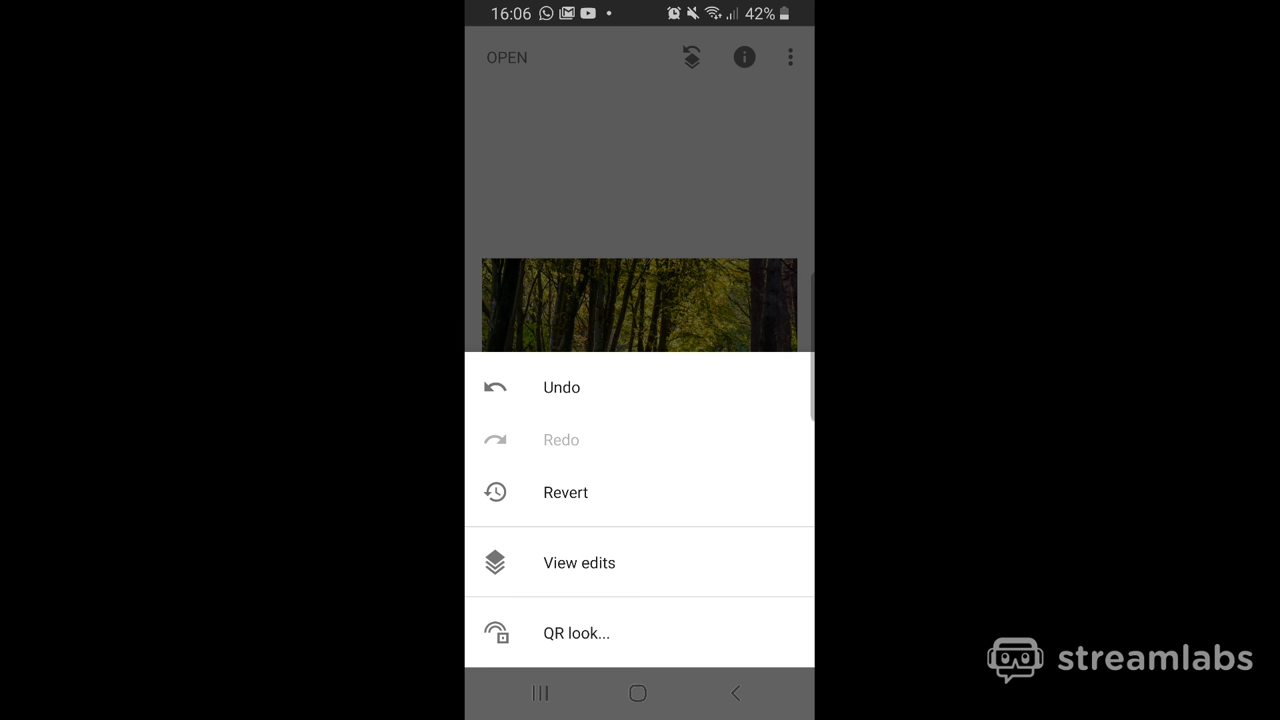 16:06 42%
OPEN
Undo
Redo
Revert
View edits
QR look...
streamlabs